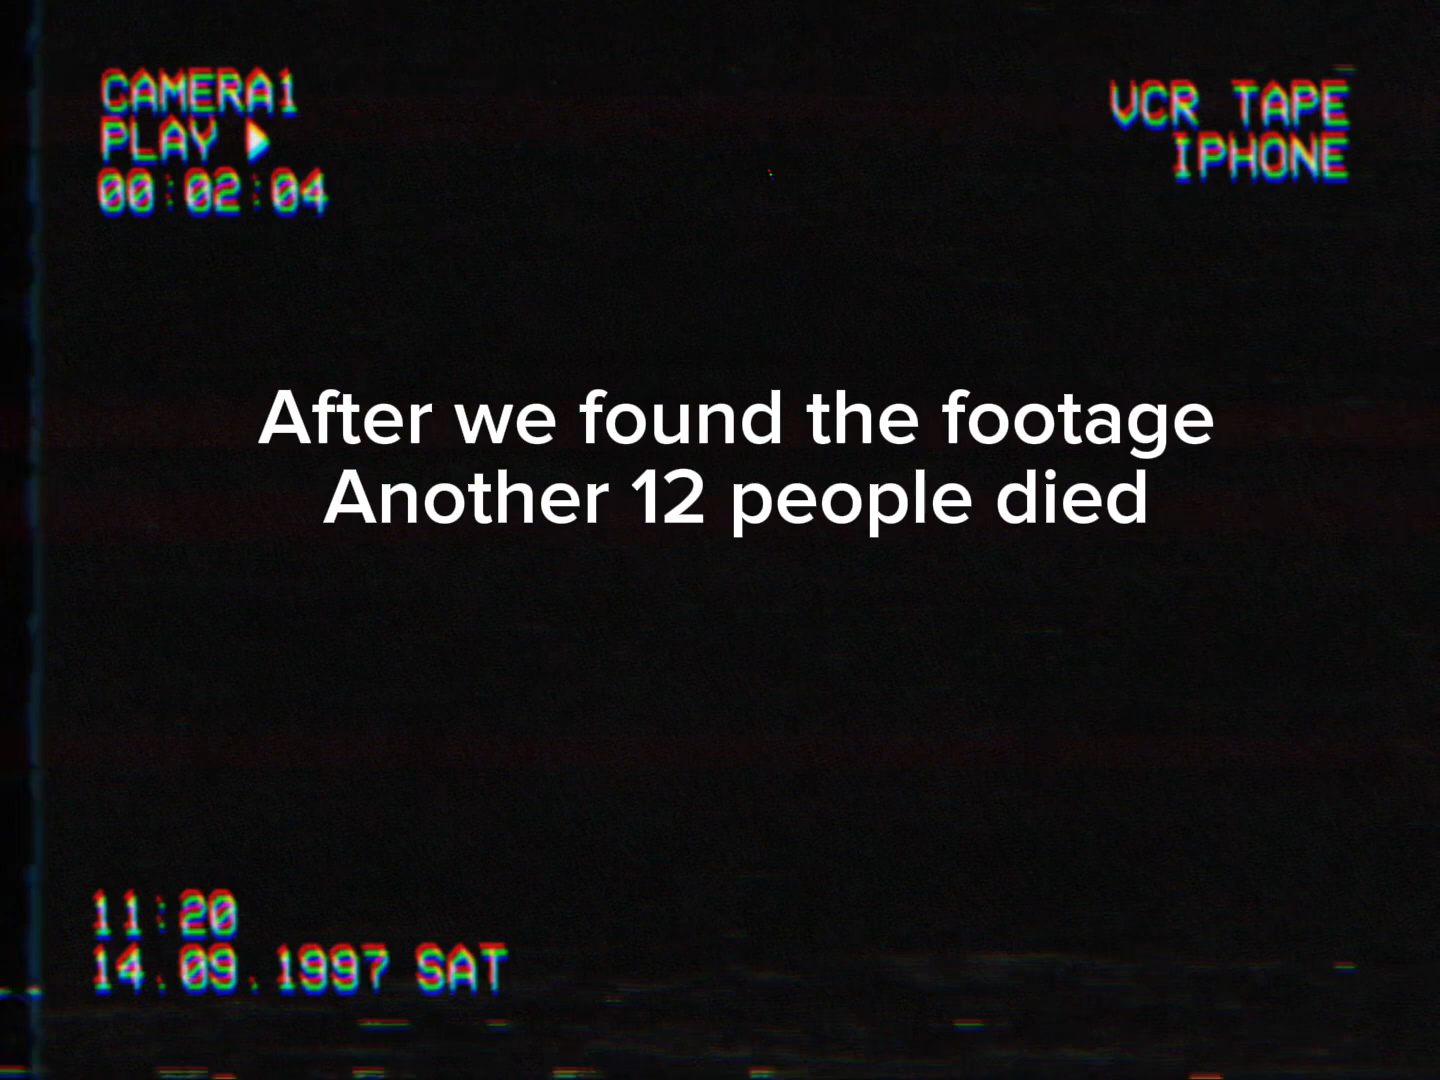 CAMERA1
PLAY
00:02:04
VCR TAPE
IPHONE
After we found the footage
Another 12 people died
11:20
14.09.1997 SAT